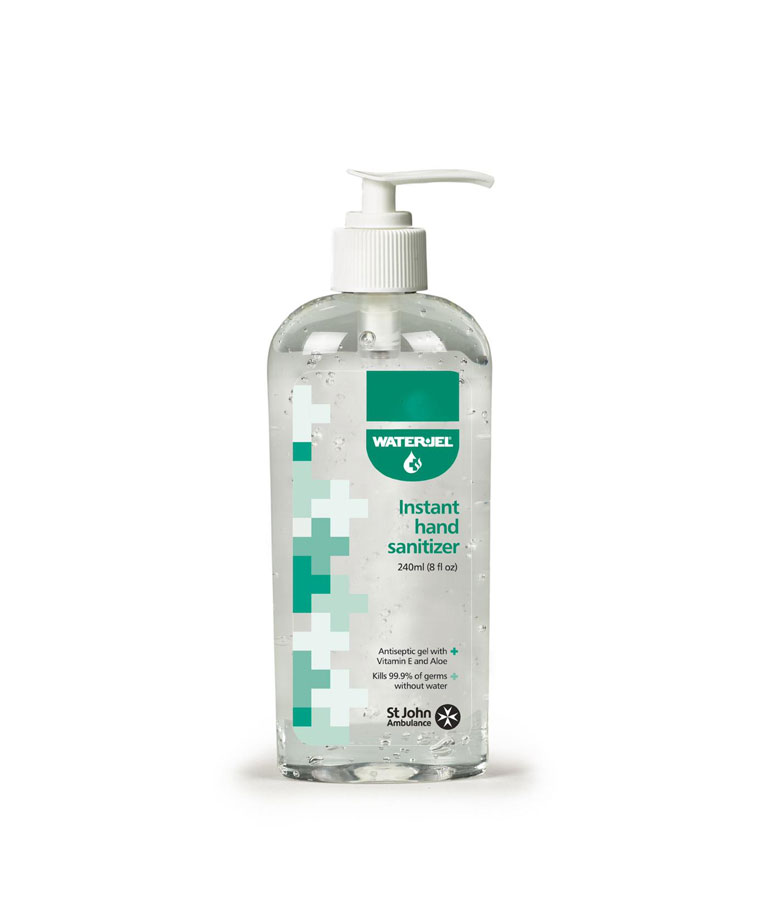 WATER-JEL®
Instant
hand
sanitizer
240ml (8 fl oz)
Antiseptic gel with
Vitamin E and Aloe
Kills 99.9% of germs
without water
St John
Ambulance